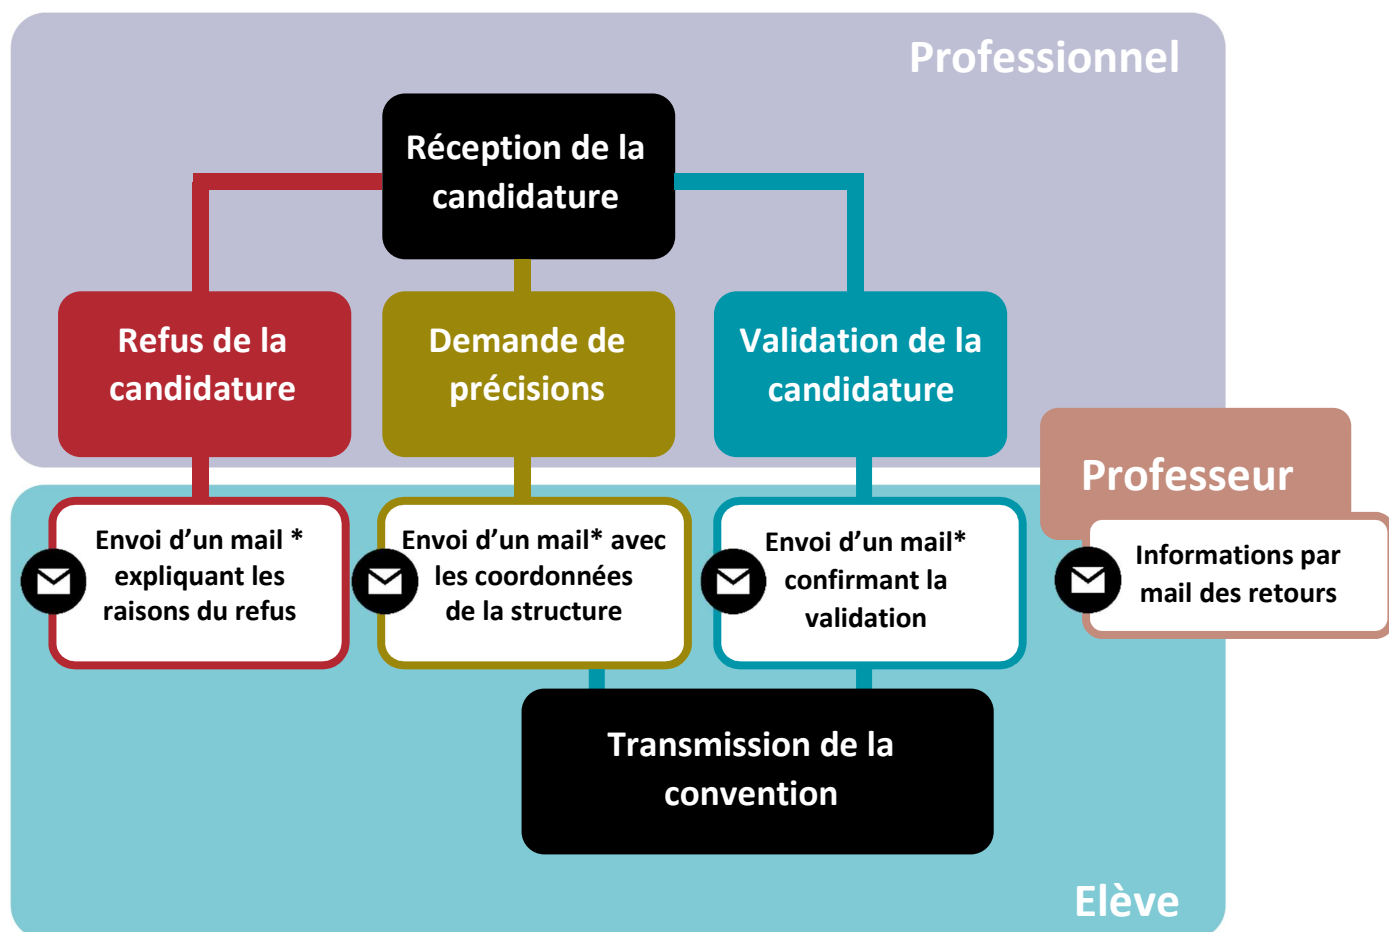 Professionnel
Réception de la
candidature
Refus de la
candidature
Demande de
précisions
Validation de la
candidature
Professeur
Envoi d’un mail *
expliquant les
raisons du refus
Envoi d’un mail* avec
les coordonnées
de la structure
Envoi d’un mail*
confirmant la
validation
Informations par
mail des retours
Transmission de la
convention
Elève